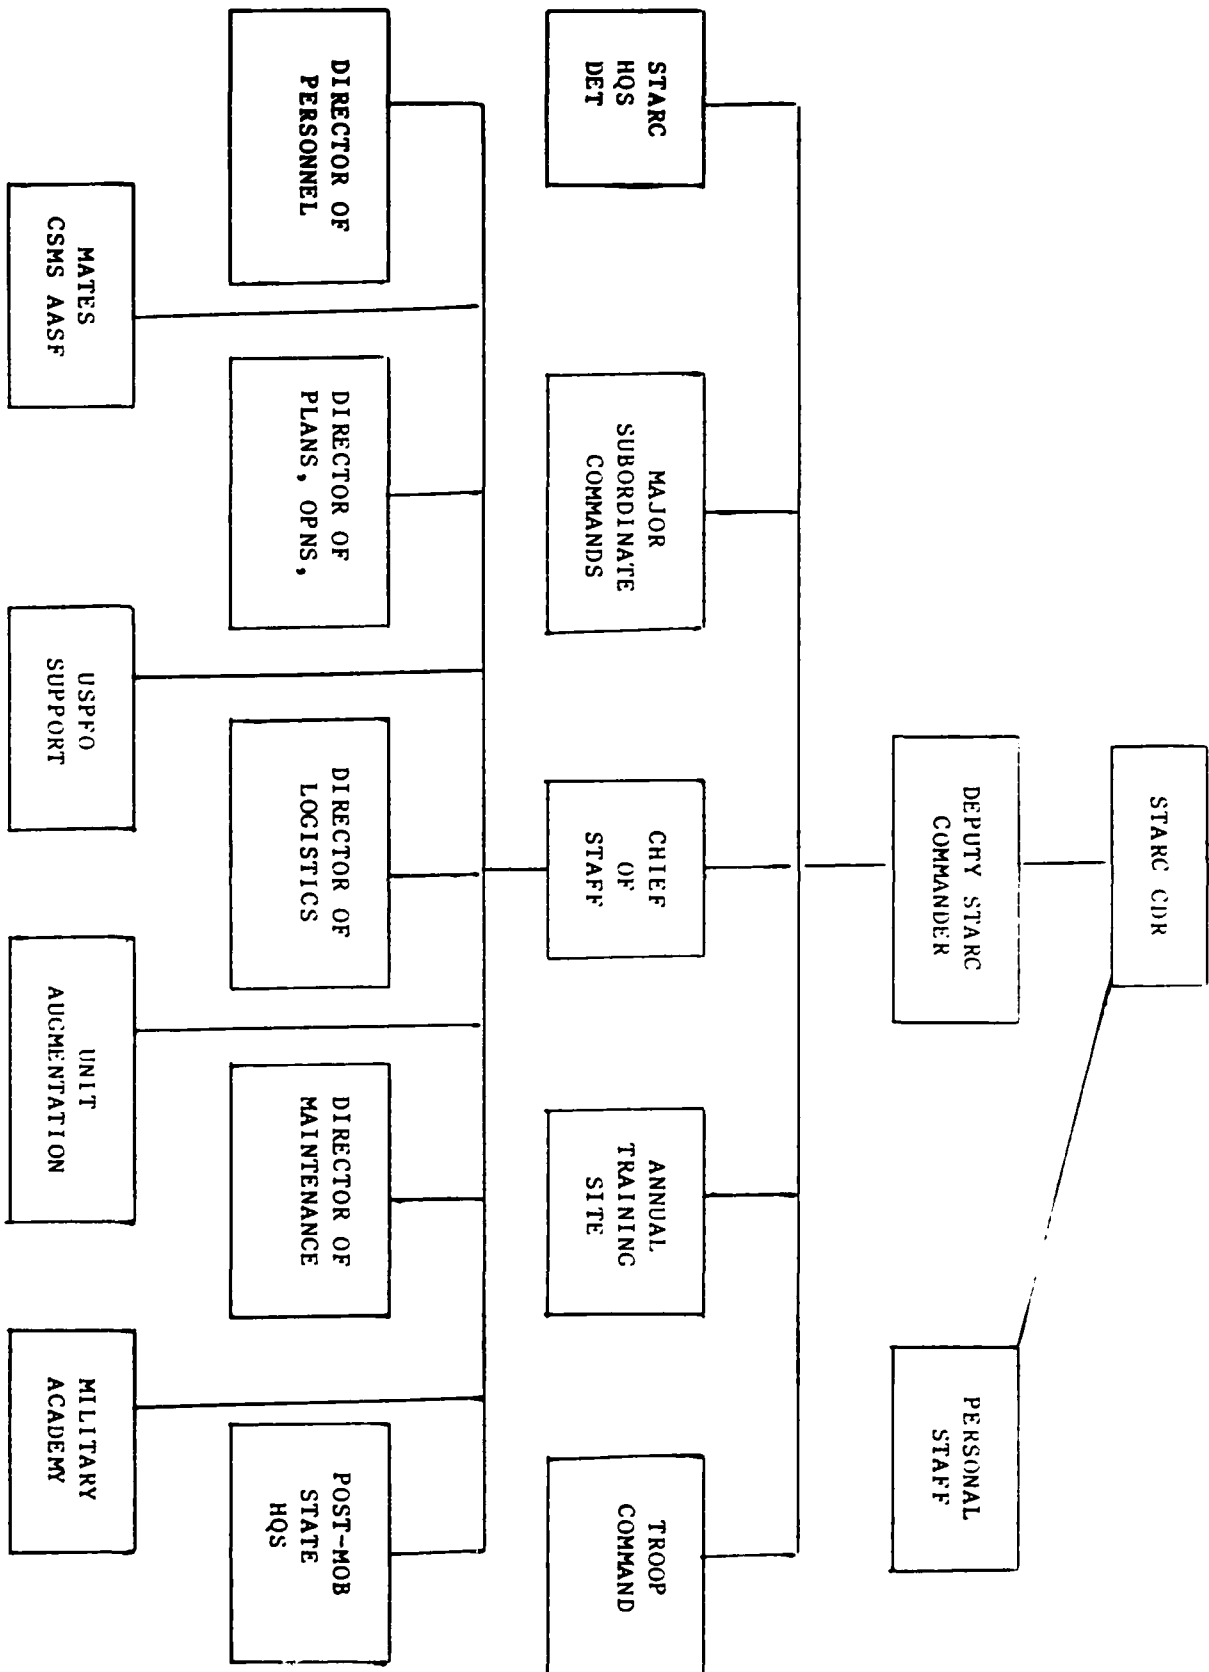 STARC CDR
DEPUTY STARC
COMMANDER
PERSONAL
STAFF
STARC
HQS
DET
MAJOR
SUBORDINATE
COMMANDS
CHIEF
OF
STAFF
ANNUAL
TRAINING
SITE
TROOP
COMMAND
DIRECTOR OF
PERSONNEL
DIRECTOR OF
PLANS, OPNS,
DIRECTOR OF
LOGISTICS
DIRECTOR OF
MAINTENANCE
POST-MOB
STATE
HQS
MATES
CSMS AASF
USPFO
SUPPORT
UNIT
AUGMENTATION
MILITARY
ACADEMY